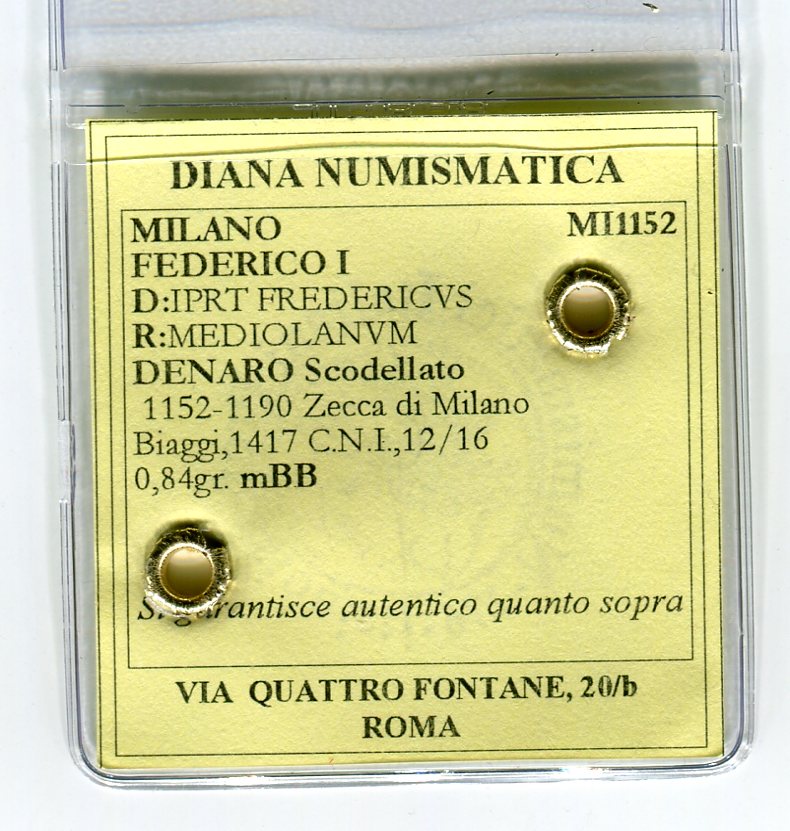 DIANA NUMISMATICA
MILANO MI1152
FEDERICO I
D:IPRT FREDERICVS
R:MEDIOLANVM
DENARO Scodellato
1152-1190 Zecca di Milano
Biaggi,1417 C.N.I.,12/16
0,84gr. mBB
Si garantisce autentico quanto sopra
VIA QUATTRO FONTANE, 20/b
ROMA